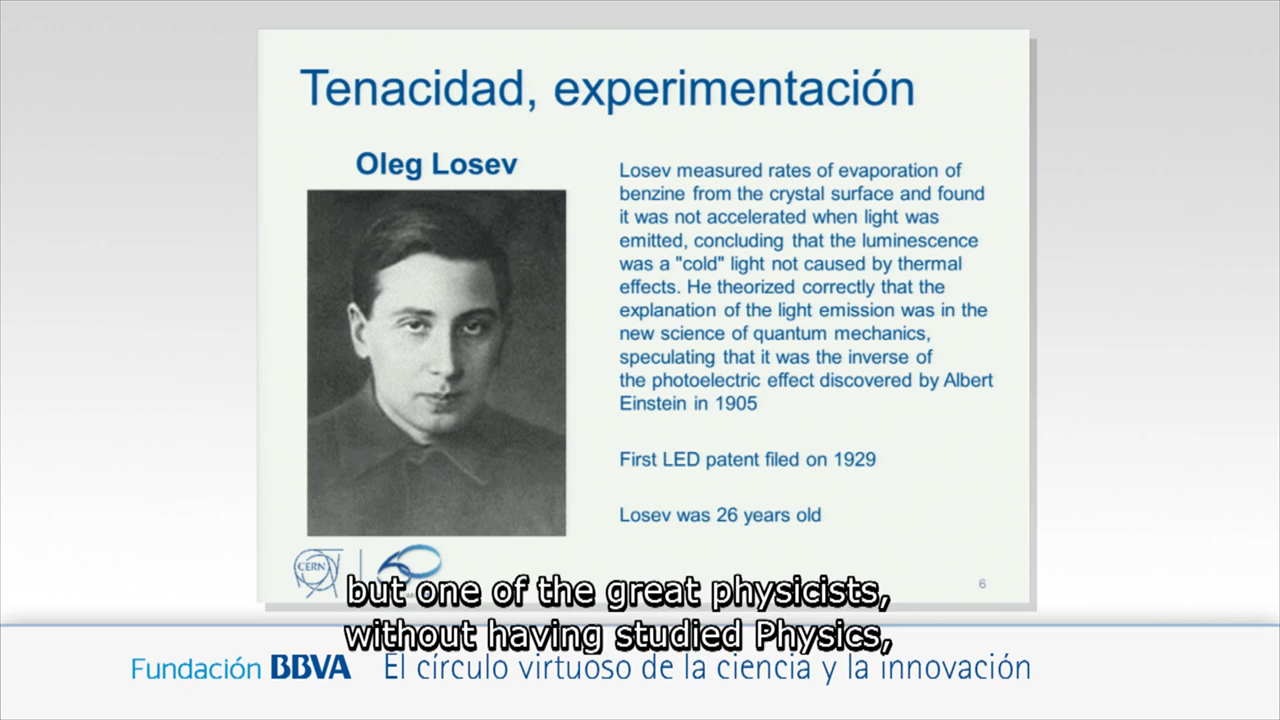 Tenacidad, experimentación
Oleg Losev
Losev measured rates of evaporation of
benzine from the crystal surface and found
it was not accelerated when light was
emitted, concluding that the luminescence
was a "cold" light not caused by thermal
effects. He theorized correctly that the
explanation of the light emission was in the
new science of quantum mechanics,
speculating that it was the inverse of
the photoelectric effect discovered by Albert
Einstein in 1905
First LED patent filed on 1929
Losev was 26 years old
CERN
60
6
but one of the great physicists,
without having studied Physics,
Fundación BBVA El círculo virtuoso de la ciencia y la innovación